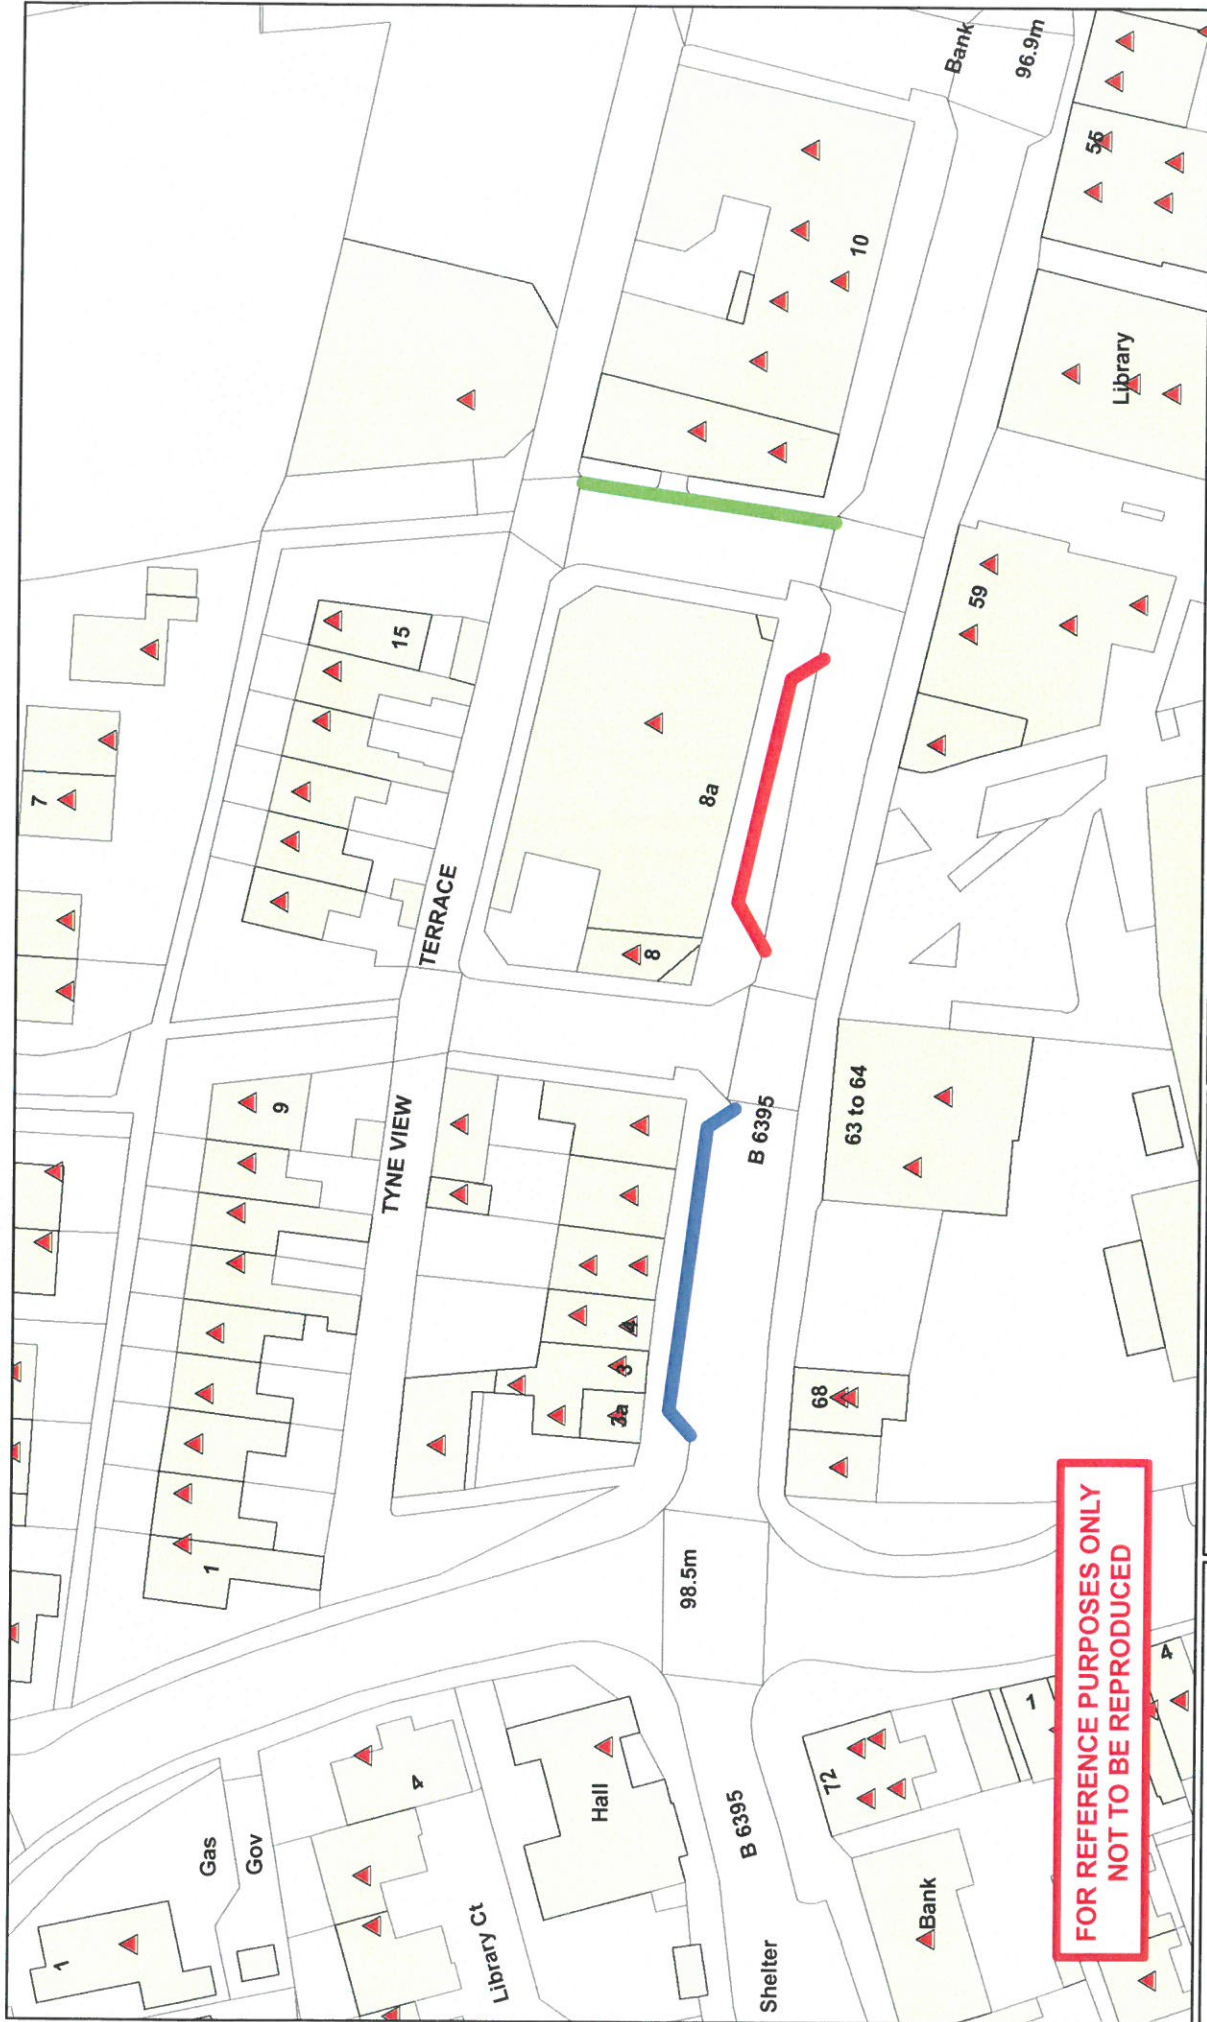 7
15
TERRACE
8
8a
10
Bank
96.9m
55
Library
59
9
TYNE VIEW
B 6395
63 to 64
4
3
3a
68
1
98.5m
FOR REFERENCE PURPOSES ONLY
NOT TO BE REPRODUCED
1
Gas
Gov
4
Library Ct
Hall
B 6395
Shelter
72
1
4
Bank